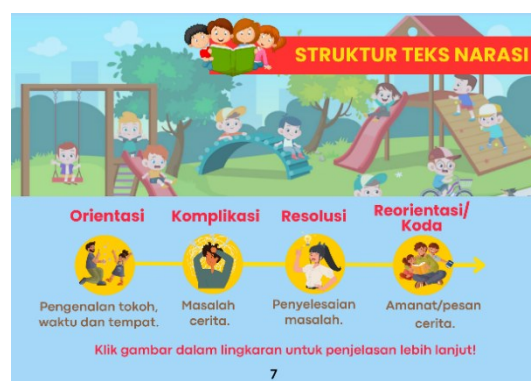 STRUKTUR TEKS NARASI
Orientasi
Komplikasi
Resolusi
Reorientasi/
Koda
Pengenalan tokoh,
waktu dan tempat.
Masalah
cerita.
Penyelesaian
masalah.
Amanat/pesan
cerita.
Klik gambar dalam lingkaran untuk penjelasan lebih lanjut!
7